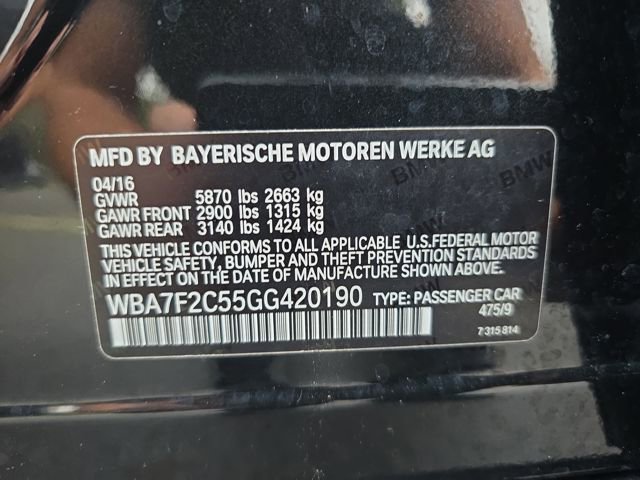 MFD BY BAYERISCHE MOTOREN WERKE AG
04/16
GVWR 5870 lbs 2663 kg
GAWR FRONT 2900 lbs 1315 kg
GAWR REAR 3140 lbs 1424 kg
THIS VEHICLE CONFORMS TO ALL APPLICABLE U.S.FEDERAL MOTOR
VEHICLE SAFETY, BUMPER AND THEFT PREVENTION STANDARDS
IN EFFECT ON THE DATE OF MANUFACTURE SHOWN ABOVE.
WBA7F2C55GG420190 TYPE: PASSENGER CAR
475/9
7 315 814
BMW